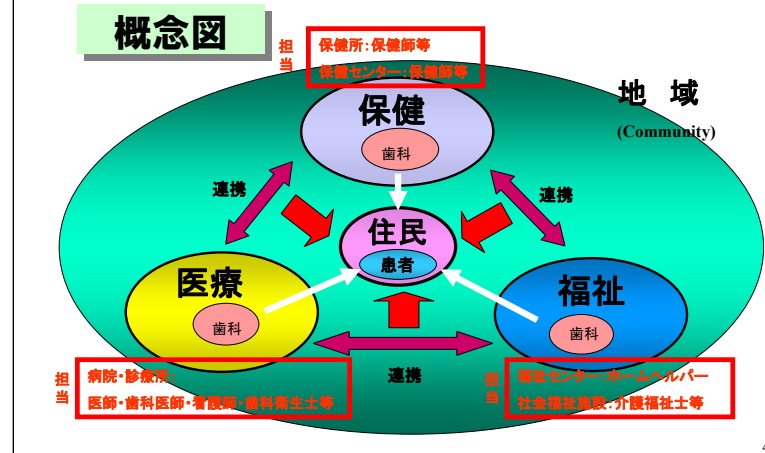 概念図
担当
保健所：保健師等
保健センター：保健師等
地 域
(Community)
保健
歯科
連携
連携
住民
患者
医療
歯科
福祉
歯科
連携
担当
病院・診療所：
医師・歯科医師・看護師・歯科衛生士等
担当
福祉センター：ホームヘルパー
社会福祉施設：介護福祉士等